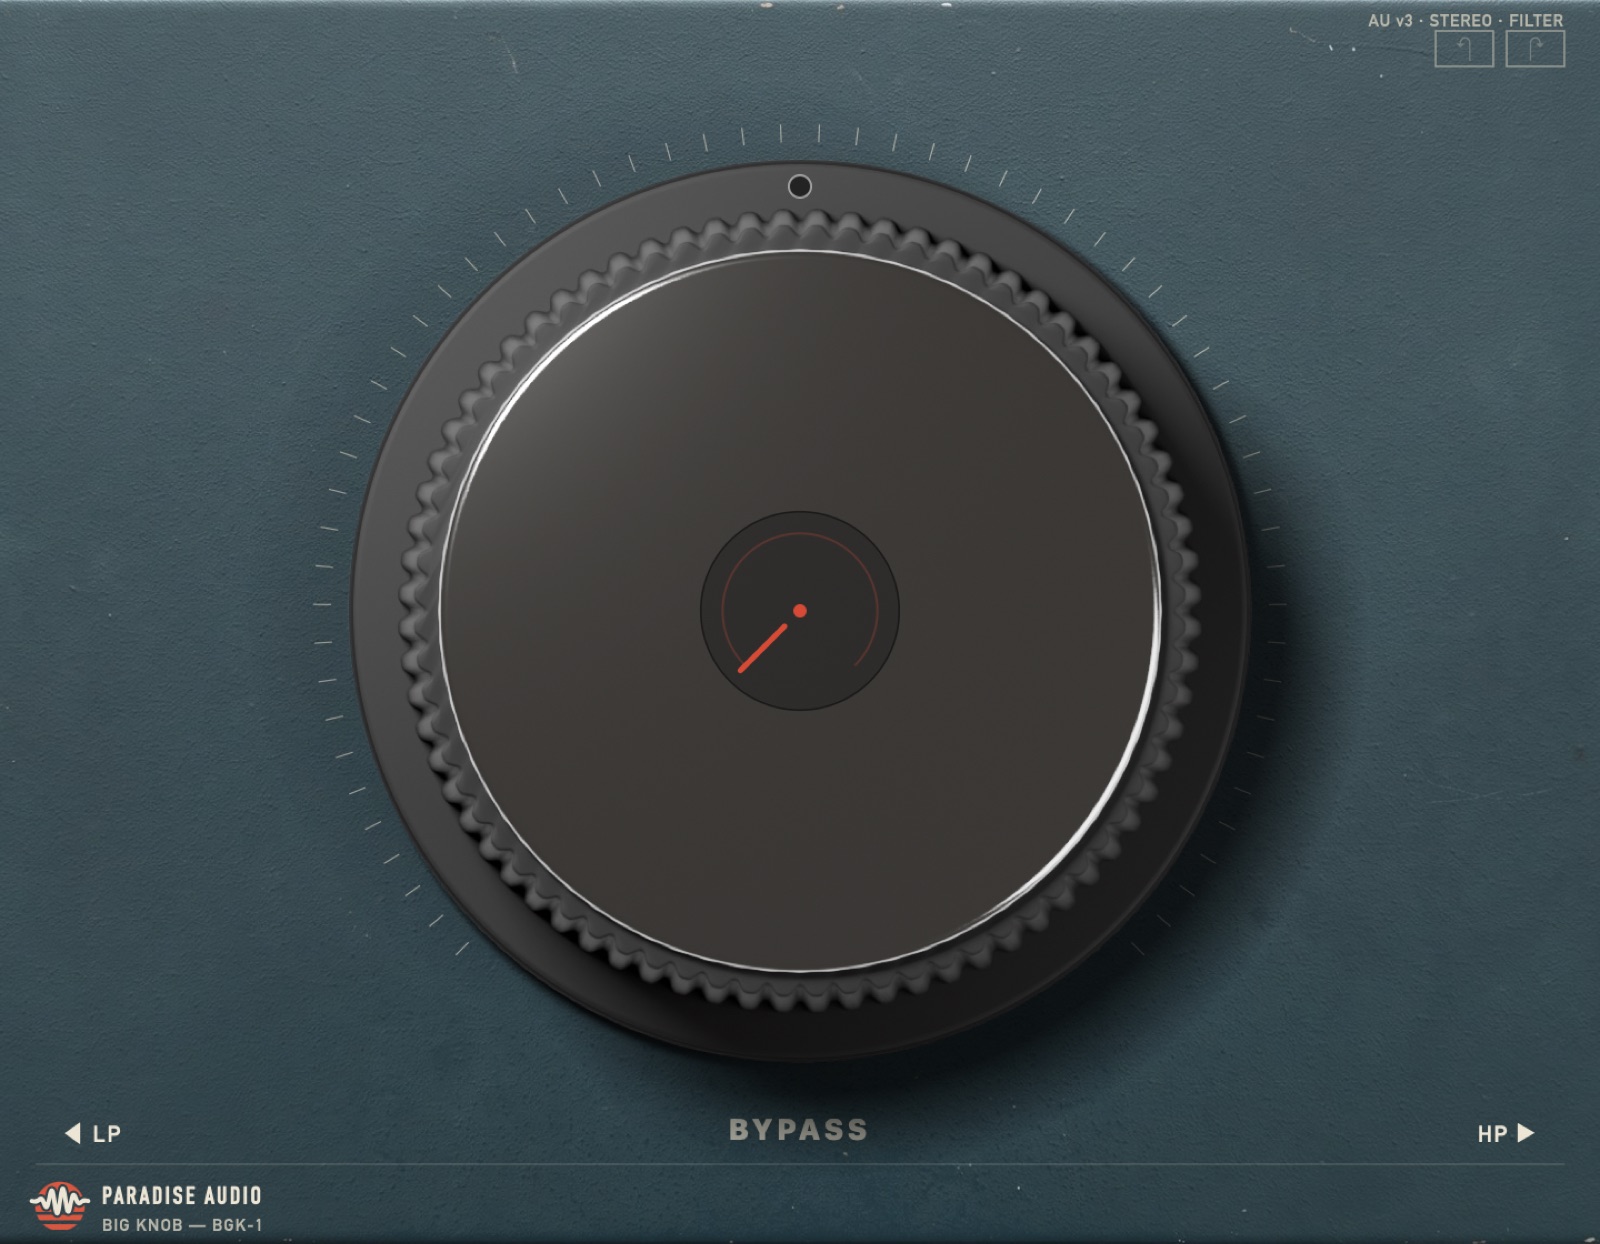 AU v3 · STEREO · FILTER
LP
BYPASS
HP
PARADISE AUDIO
BIG KNOB — BGK-1